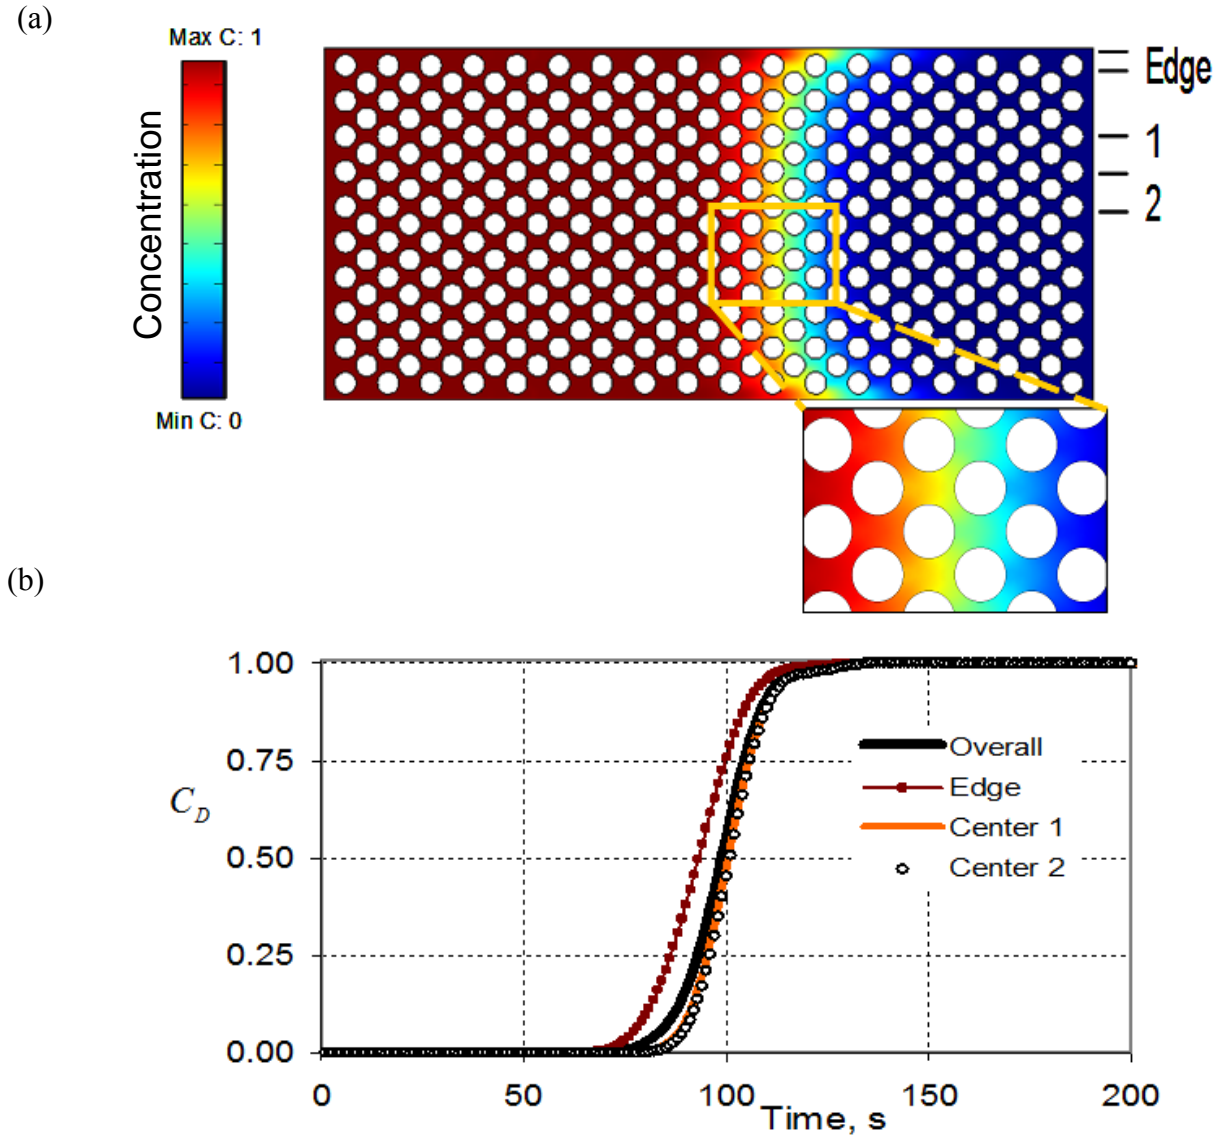 (a)
Max C: 1
Concentration
Min C: 0
Edge
1
2
(b)
1.00
0.75
0.50
0.25
0.00
C_D
Overall
Edge
Center 1
Center 2
0 50 100 150 200
Time, s